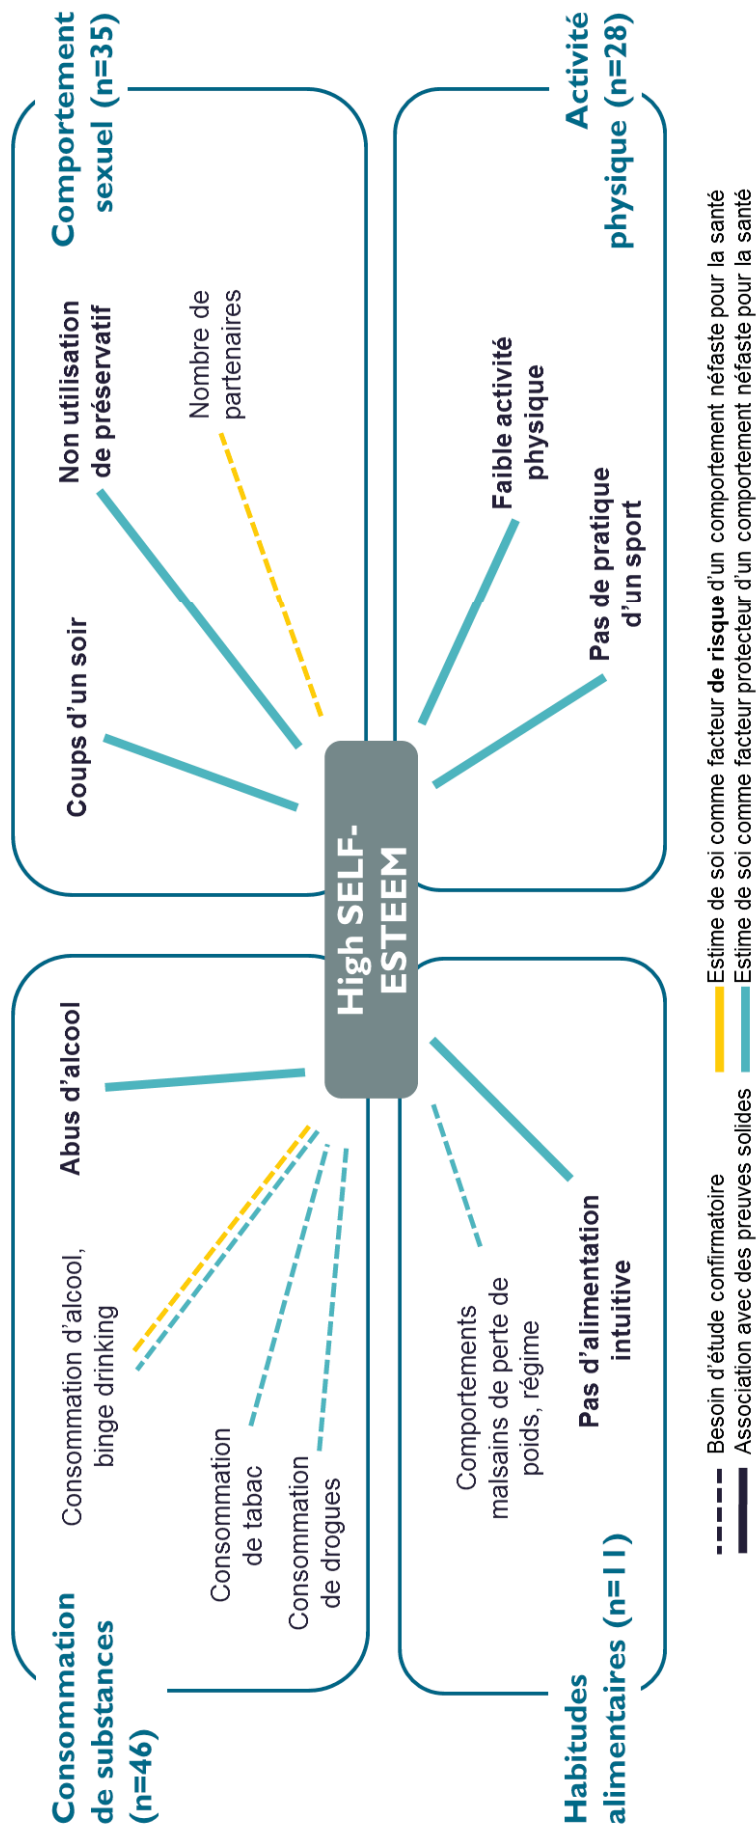 Consommation
de substances
(n=46)
Consommation d'alcool,
binge drinking
Abus d'alcool
Consommation
de tabac
Consommation
de drogues
Coups d'un soir
Non utilisation
de préservatif
Nombre de
partenaires
Comportement
sexuel (n=35)
High SELF-
ESTEEM
Comportements
malsains de perte de
poids, régime
Pas d'alimentation
intuitive
Habitudes
alimentaires (n=11)
Faible activité
physique
Pas de pratique
d'un sport
Activité
physique (n=28)
Besoin d'étude confirmatoire
Association avec des preuves solides
Estime de soi comme facteur de risque d'un comportement néfaste pour la santé
Estime de soi comme facteur protecteur d'un comportement néfaste pour la santé